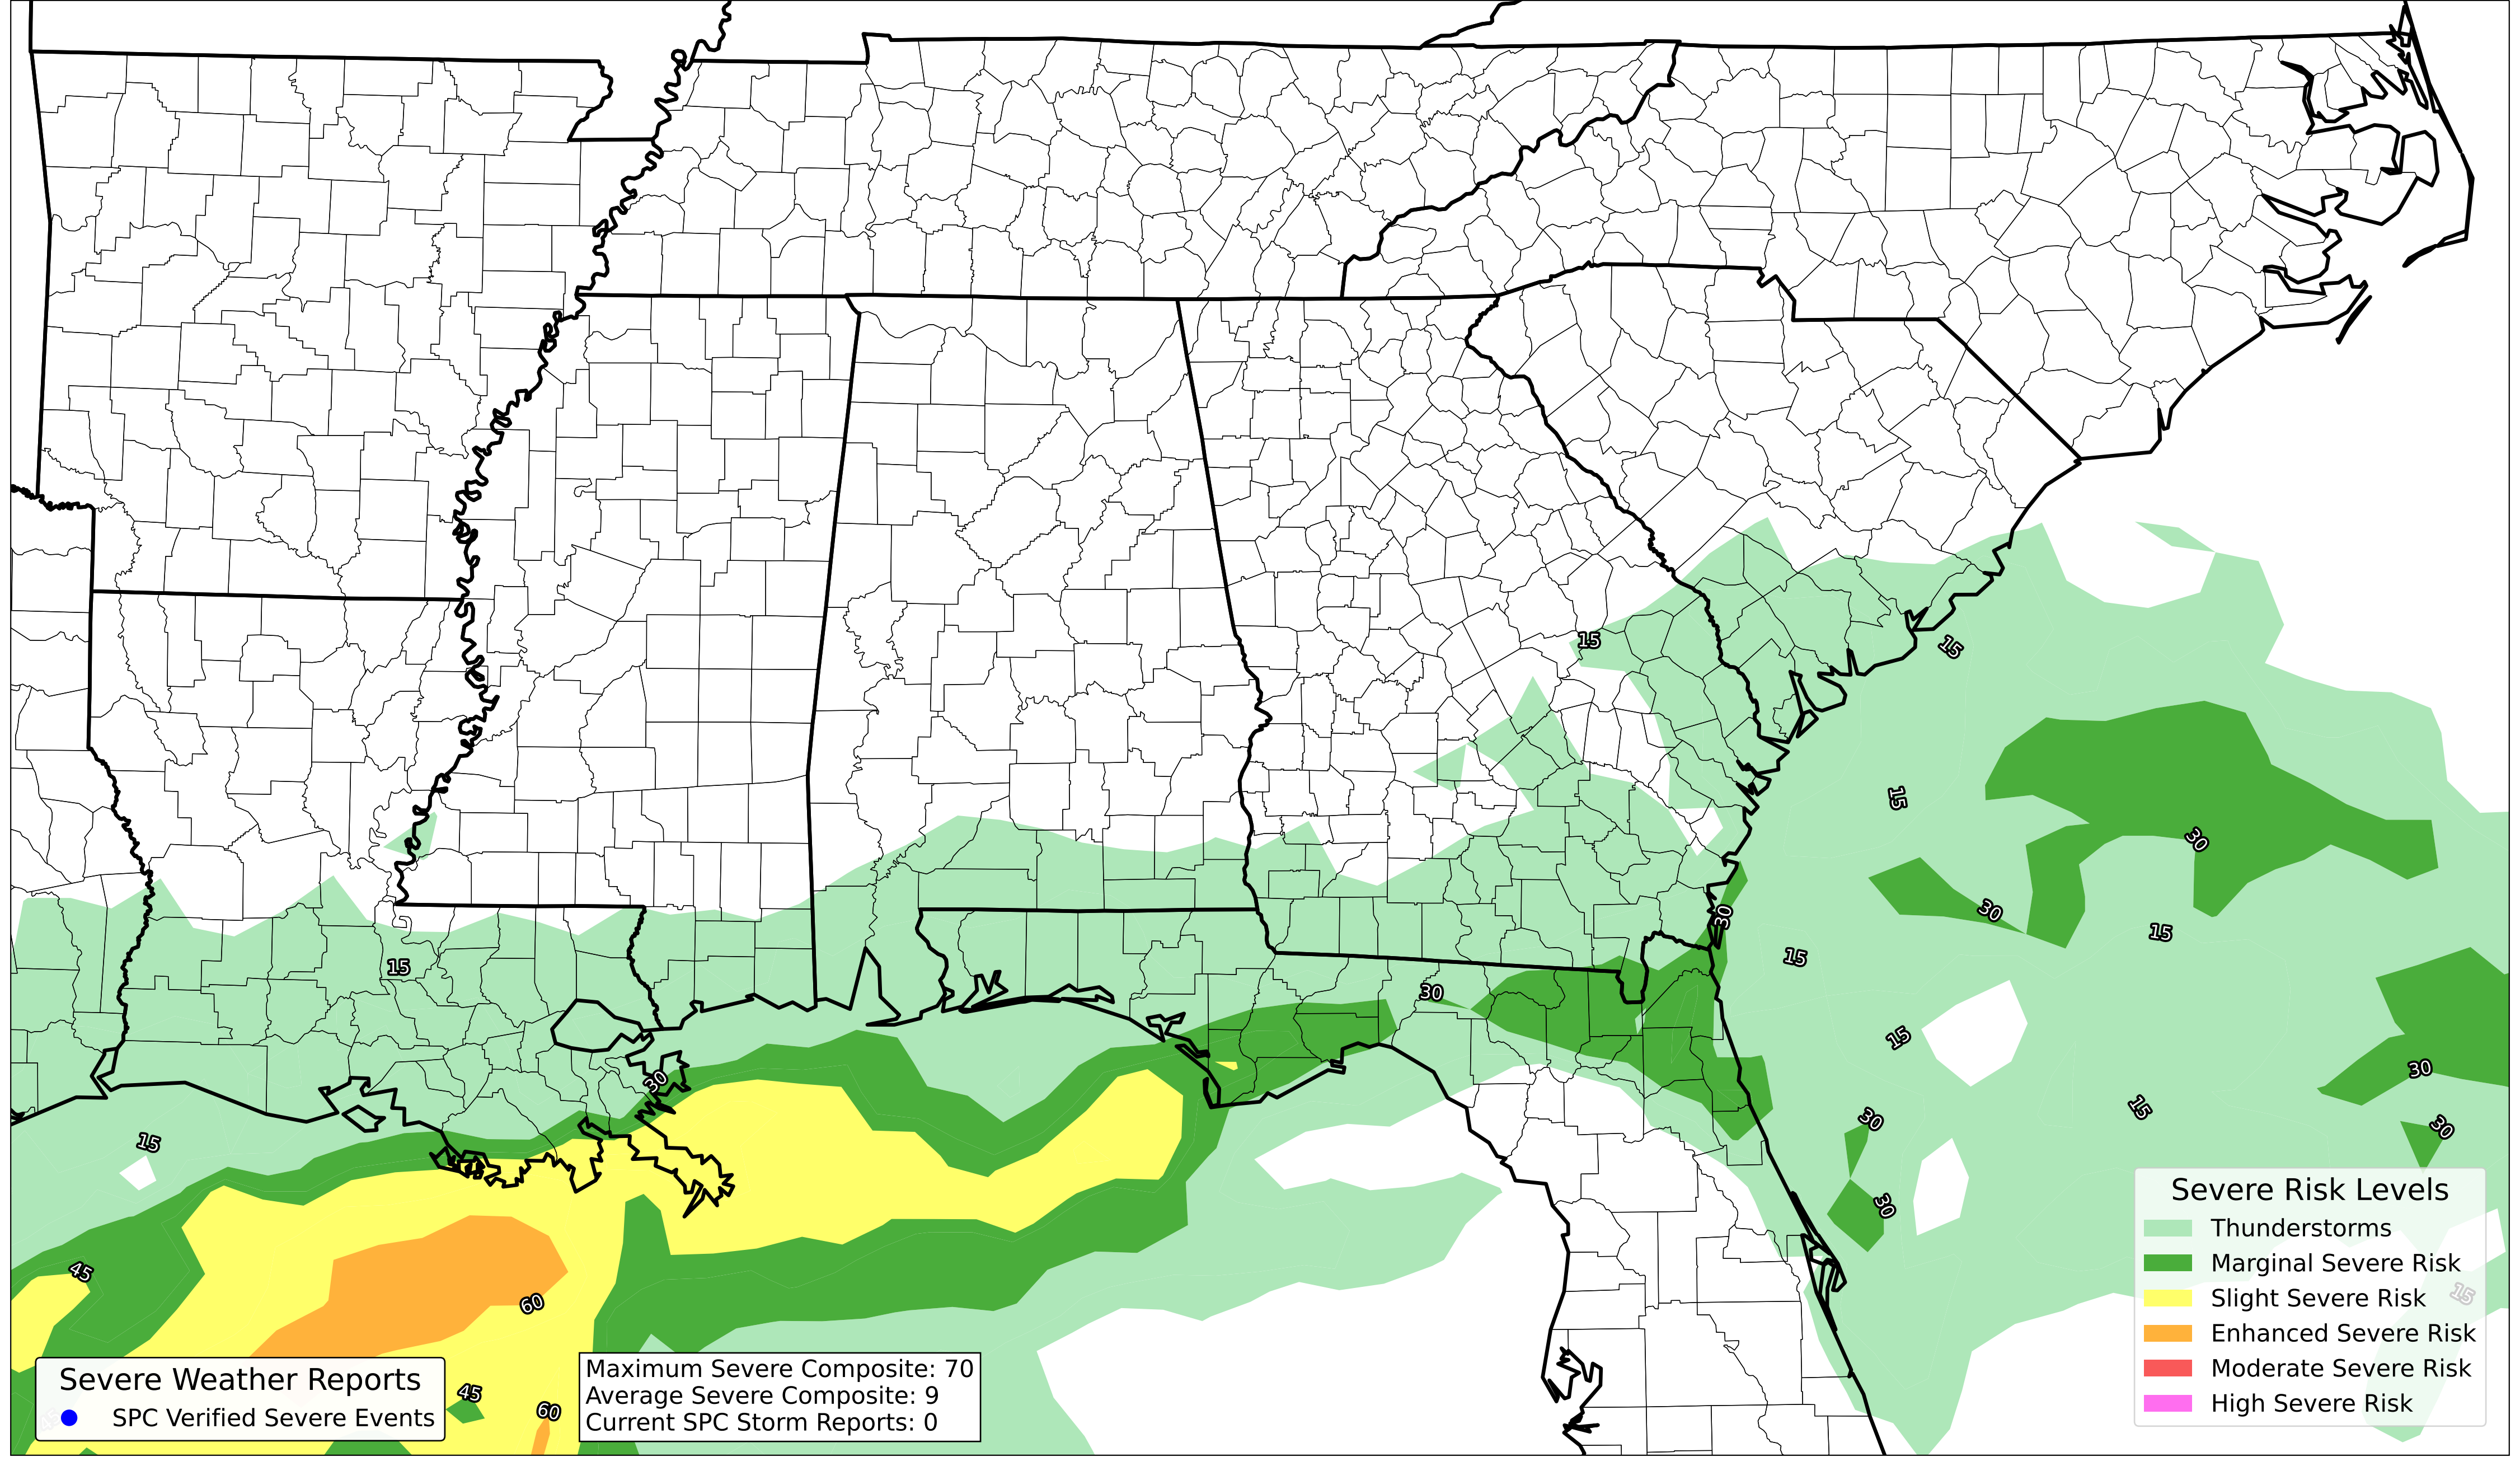 15
15
15
30
30
30
15
15
15
30
15
30
15
30
30
30
15
30
45
60
15
45
60
Severe Weather Reports
SPC Verified Severe Events
Maximum Severe Composite: 70
Average Severe Composite: 9
Current SPC Storm Reports: 0
Severe Risk Levels
Thunderstorms
Marginal Severe Risk
Slight Severe Risk
Enhanced Severe Risk
Moderate Severe Risk
High Severe Risk